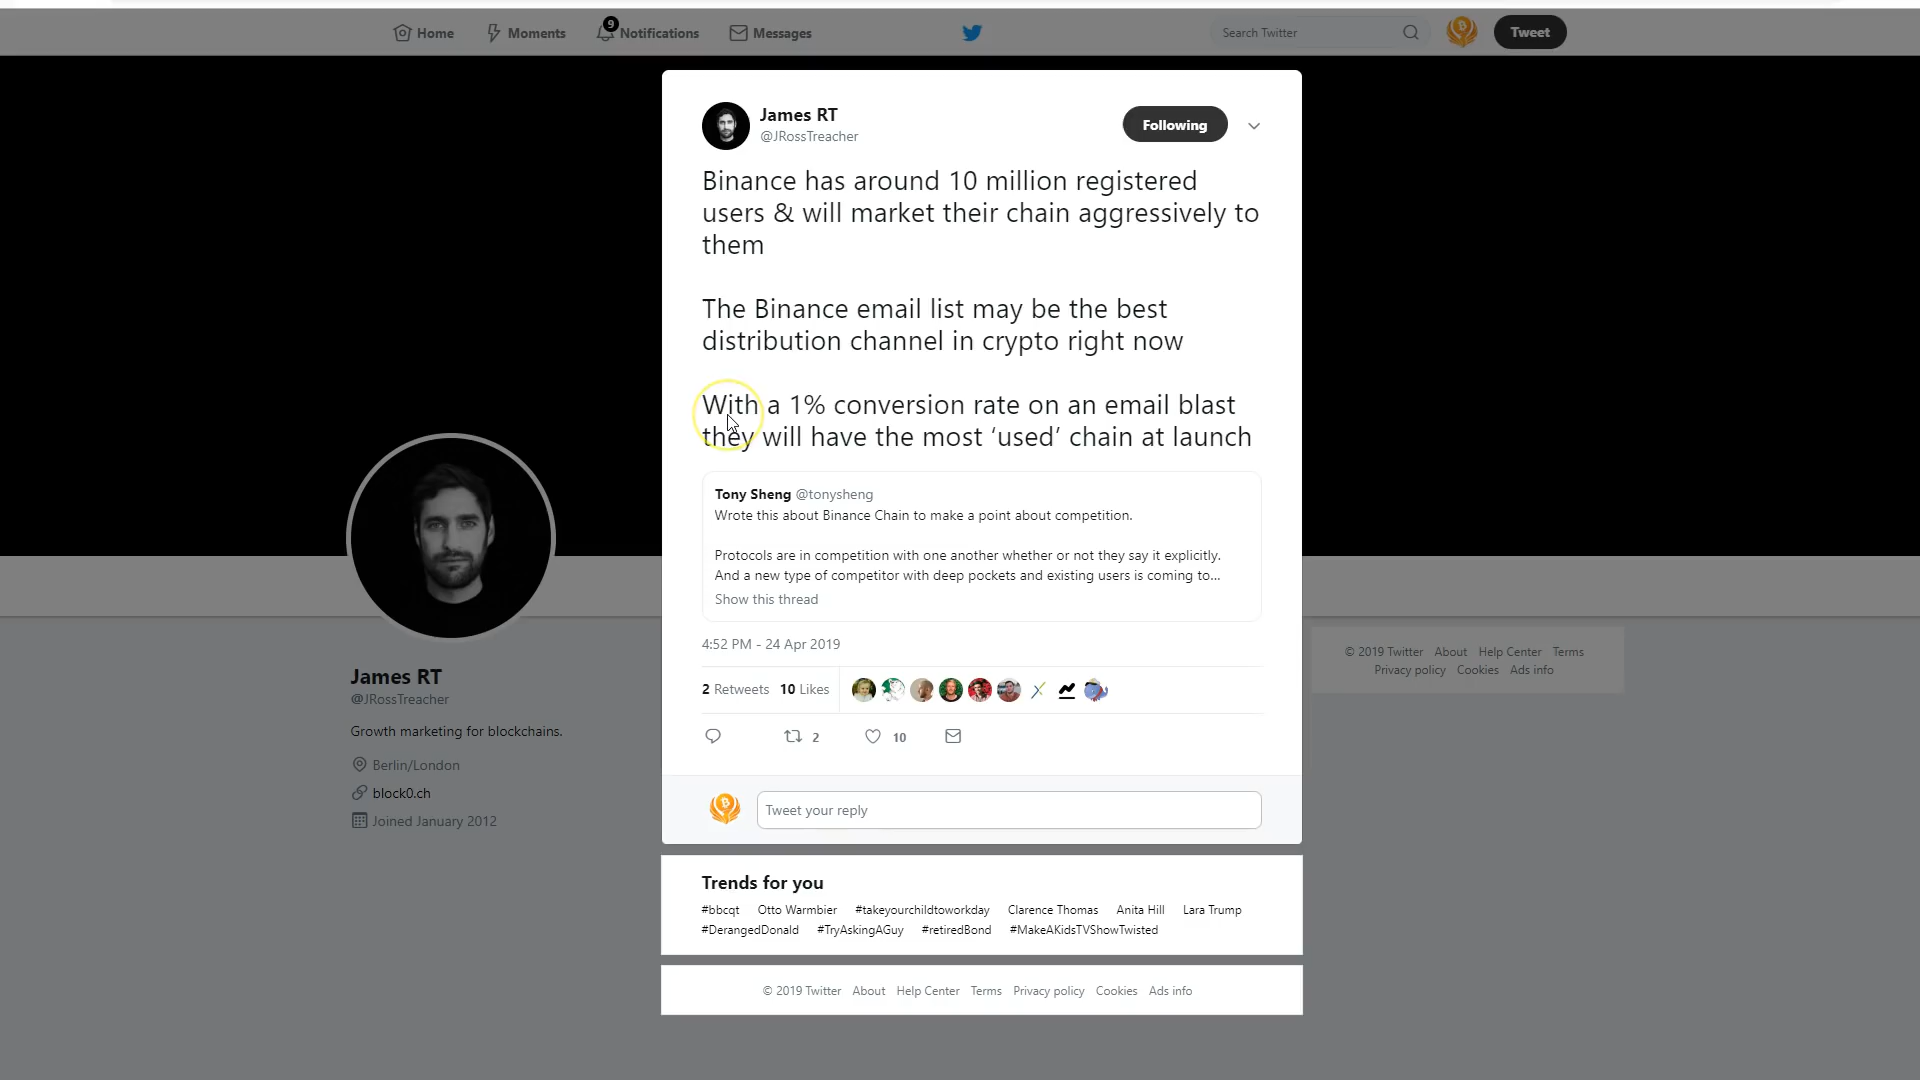 Home
Moments
9
Notifications
Messages
Search Twitter
Tweet
James RT
@JRossTreacher
Following
Binance has around 10 million registered
users & will market their chain aggressively to
them
The Binance email list may be the best
distribution channel in crypto right now
With a 1% conversion rate on an email blast
they will have the most ‘used’ chain at launch
Tony Sheng @tonysheng
Wrote this about Binance Chain to make a point about competition.
Protocols are in competition with one another whether or not they say it explicitly.
And a new type of competitor with deep pockets and existing users is coming to...
Show this thread
4:52 PM - 24 Apr 2019
2 Retweets 10 Likes
2
10
Tweet your reply
James RT
@JRossTreacher
Growth marketing for blockchains.
Berlin/London
block0.ch
Joined January 2012
© 2019 Twitter About Help Center Terms
Privacy policy Cookies Ads info
Trends for you
#bbcqt Otto Warmbier #takeyourchildtoworkday Clarence Thomas Anita Hill Lara Trump
#DerangedDonald #TryAskingAGuy #retiredBond #MakeAKidsTVShowTwisted
© 2019 Twitter About Help Center Terms Privacy policy Cookies Ads info